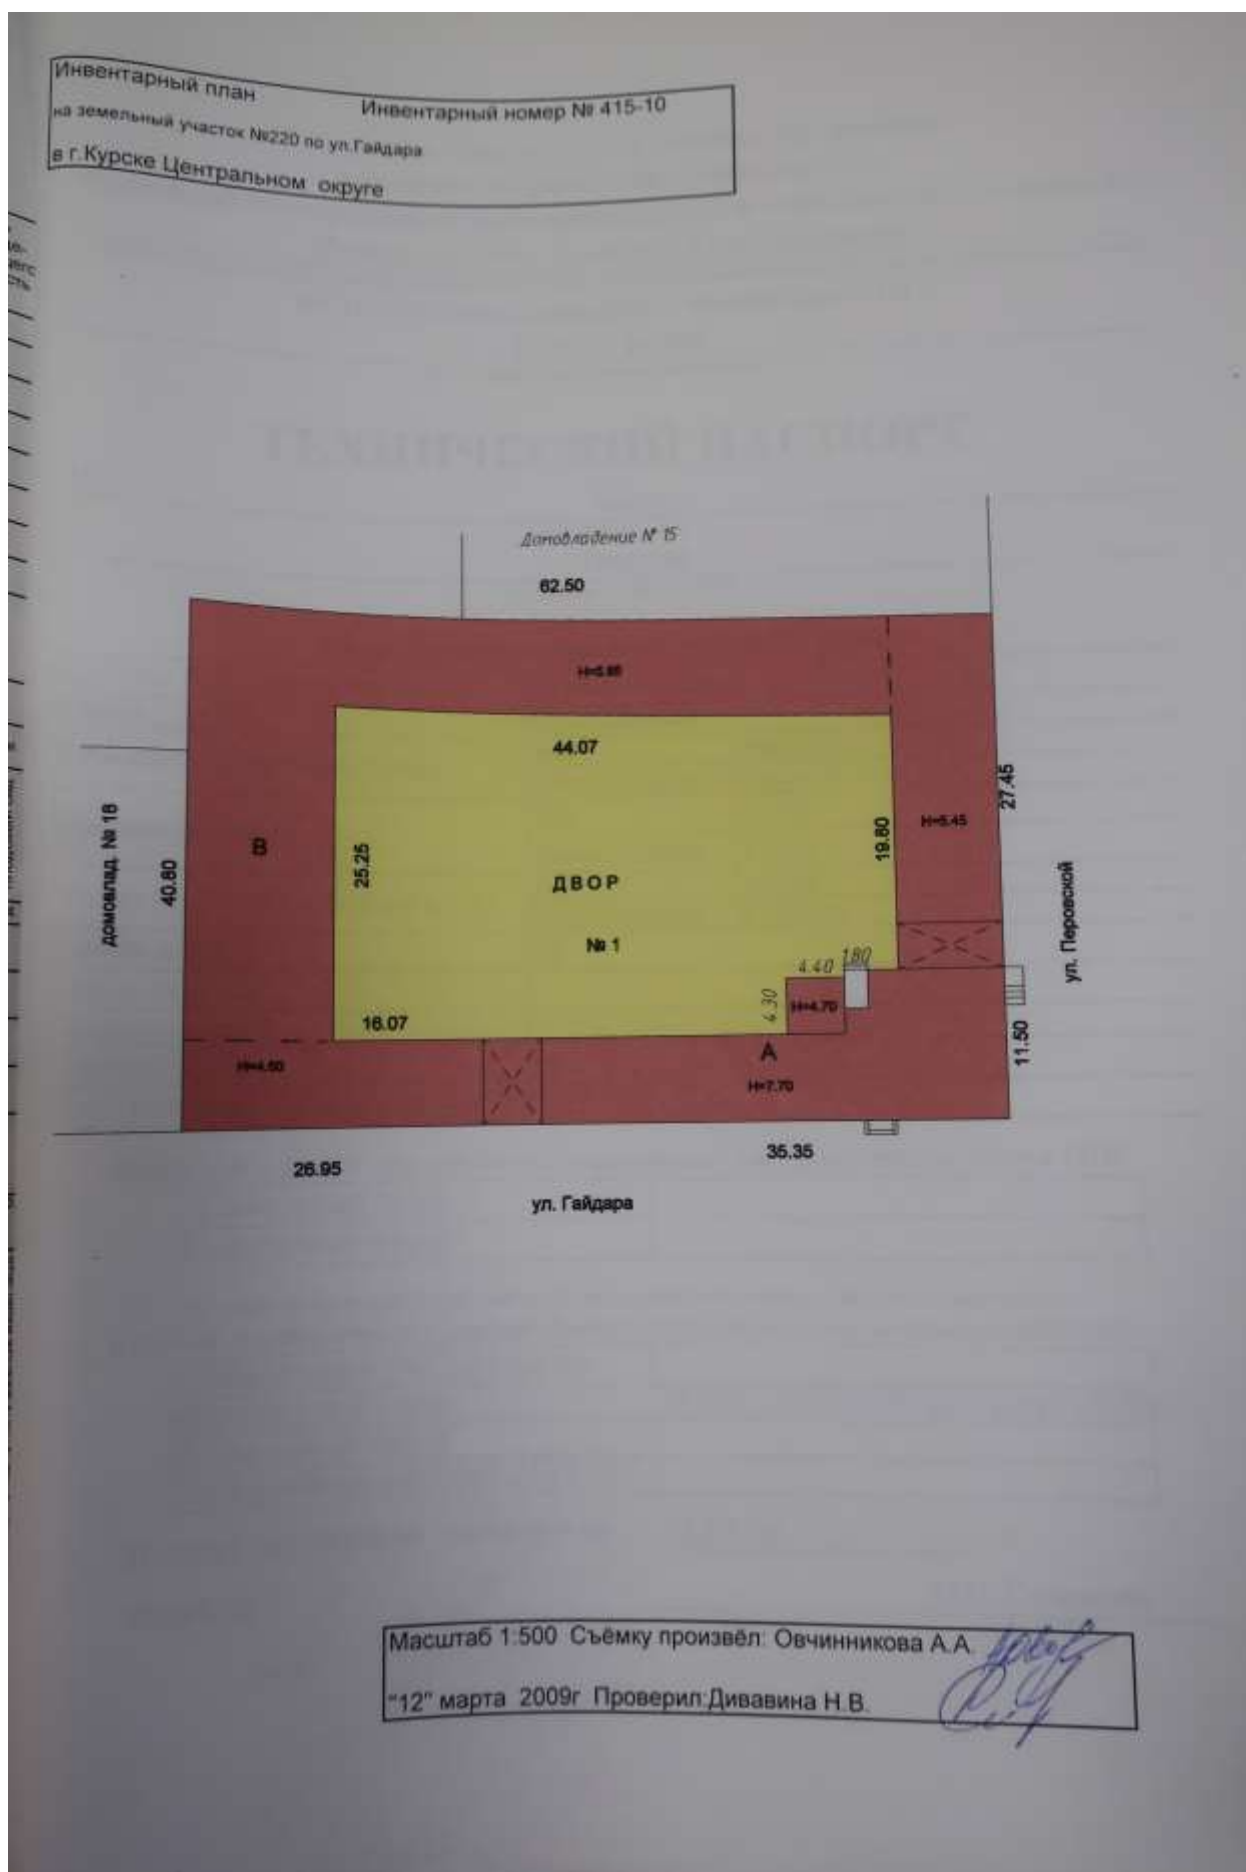 Инвентарный план
Инвентарный номер № 415-10
на земельный участок №220 по ул.Гайдара
в г.Курске Центральном округе
Домовладение № 15
62.50
44.07
27.45
H=5.45
19.80
домовлад. № 18
40.80
В
25.25
ДВОР
№ 1
ул. Перовской
4.40
1.80
4.30
H=4.70
16.07
А
H=7.70
11.50
26.95
35.35
ул. Гайдара
Масштаб 1:500 Съёмку произвёл: Овчинникова А.А.
"12" марта 2009г Проверил:Дивавина Н.В.